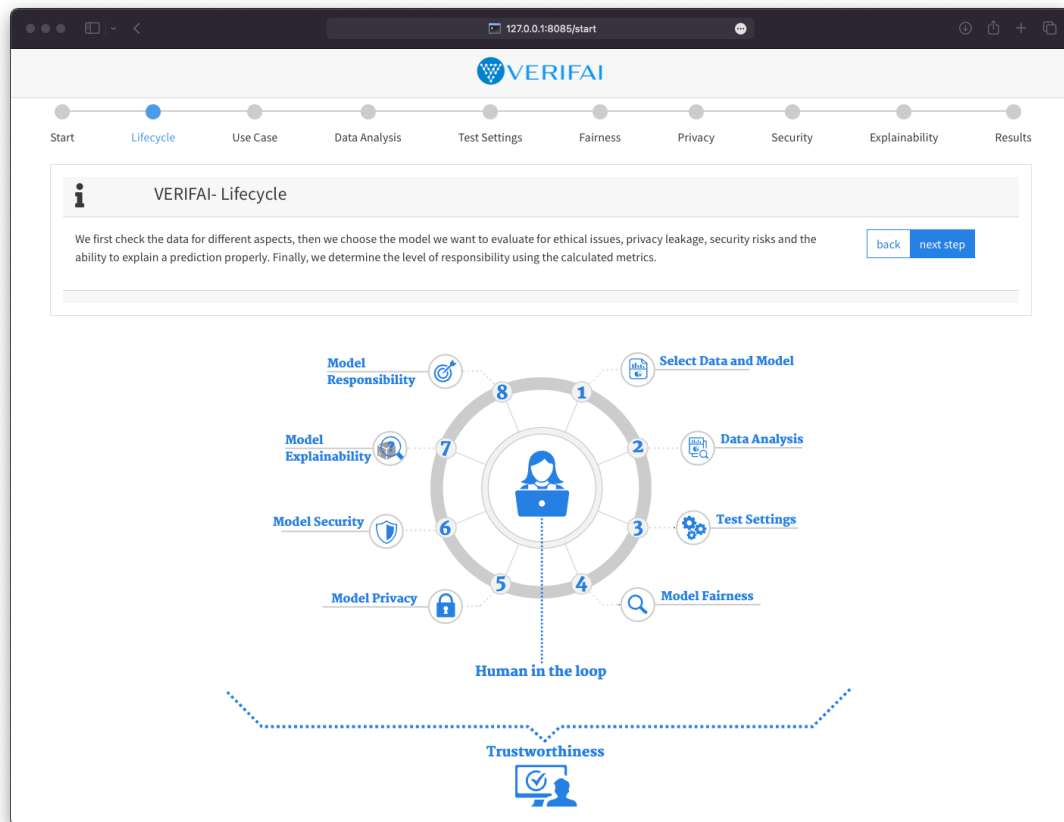 127.0.0.1:8085/start
VERIFAI
Start
Lifecycle
Use Case
Data Analysis
Test Settings
Fairness
Privacy
Security
Explainability
Results
VERIFAI- Lifecycle
We first check the data for different aspects, then we choose the model we want to evaluate for ethical issues, privacy leakage, security risks and the
ability to explain a prediction properly. Finally, we determine the level of responsibility using the calculated metrics.
back
next step
Model
Responsibility
8
1
Select Data and Model
Model
Explainability
7
2
Data Analysis
Model Security
6
3
Test Settings
Model Privacy
5
4
Model Fairness
Human in the loop
Trustworthiness